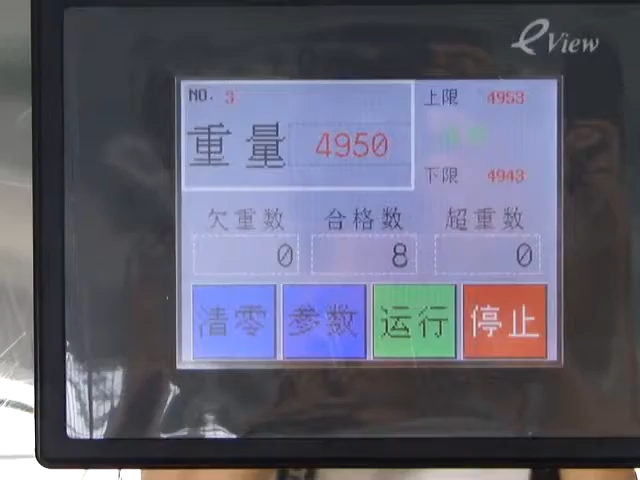 eView
NO. 3
上限 4953
重量 4950
下限 4943
欠重数 合格数 超重数
0 8 0
清零 参数 运行 停止